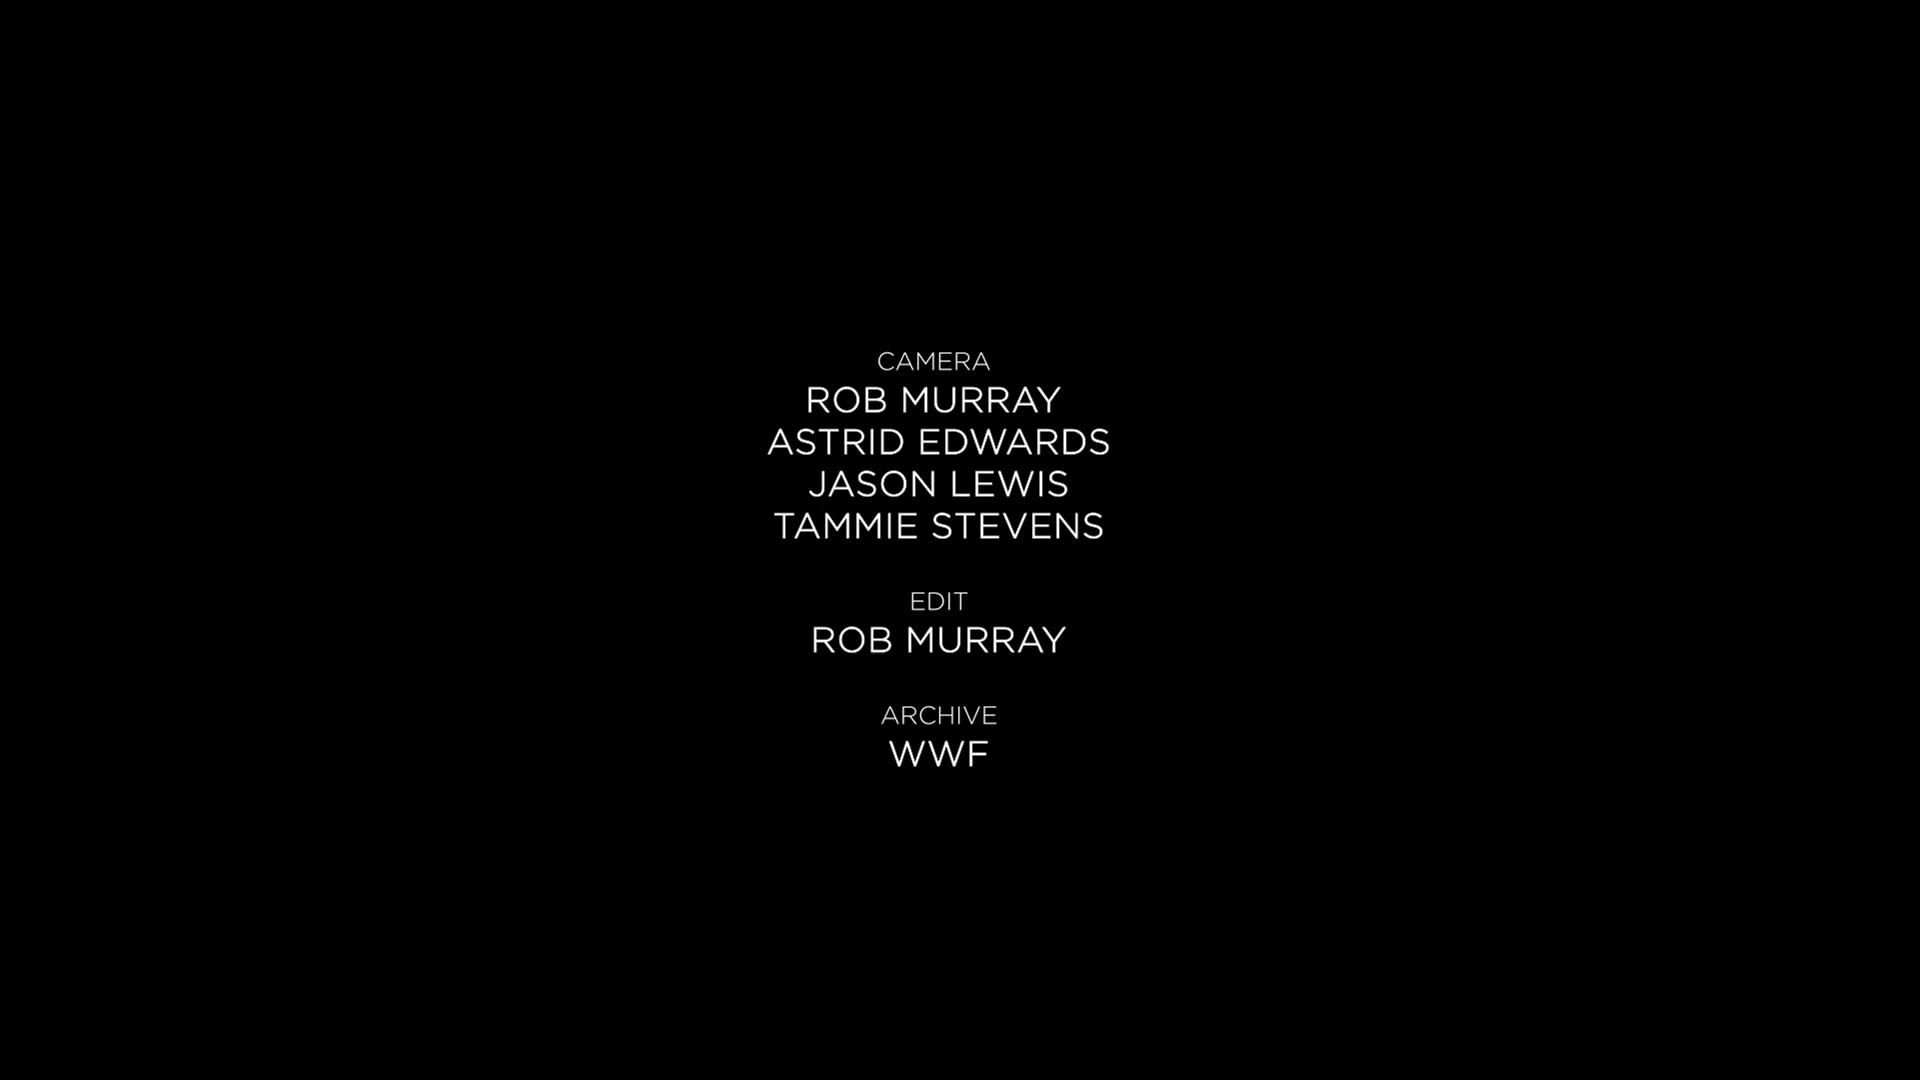 CAMERA
ROB MURRAY
ASTRID EDWARDS
JASON LEWIS
TAMMIE STEVENS
EDIT
ROB MURRAY
ARCHIVE
WWF